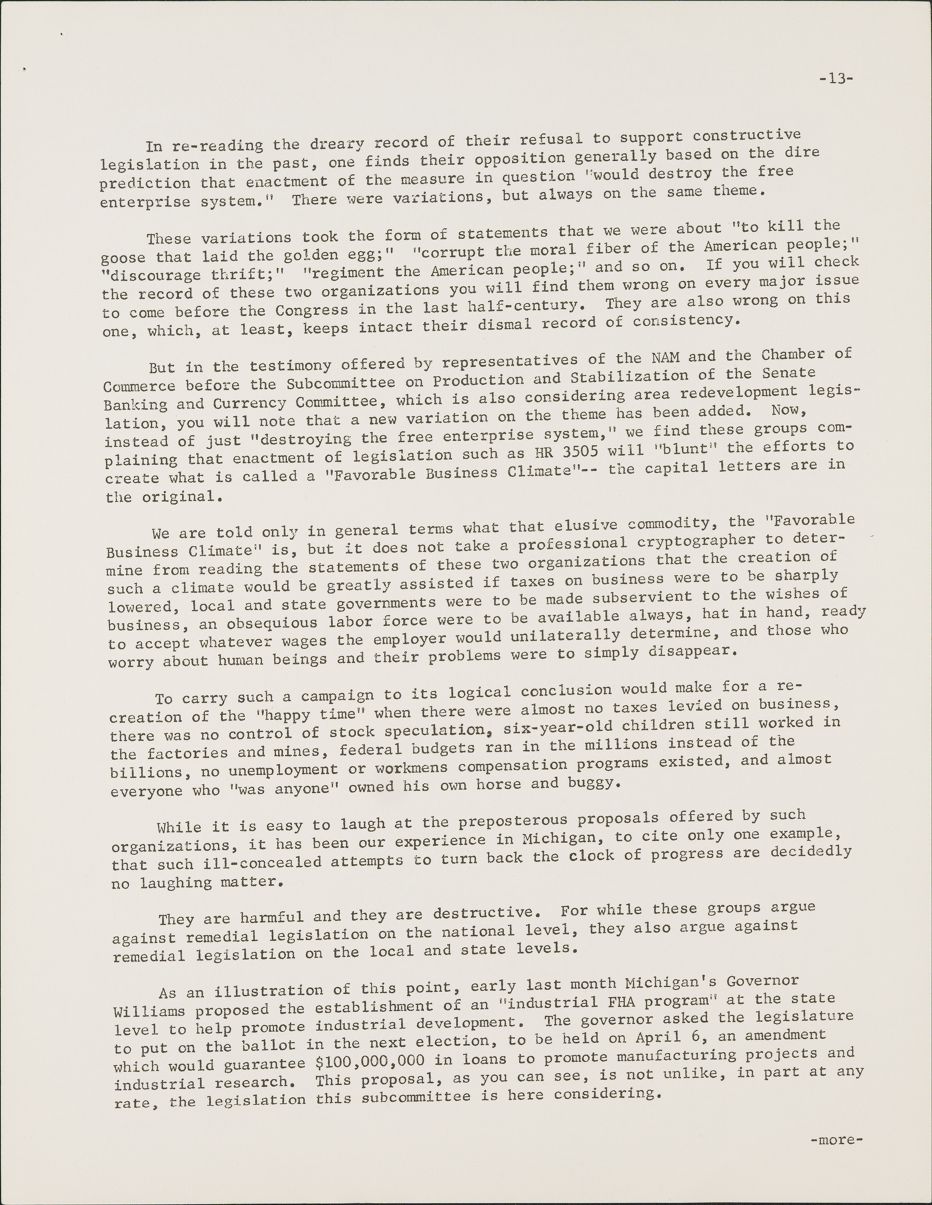 -13-
In re-reading the dreary record of their refusal to support constructive
legislation in the past, one finds their opposition generally based on the dire
prediction that enactment of the measure in question "would destroy the free
enterprise system." There were variations, but always on the same theme.
These variations took the form of statements that we were about "to kill the
goose that laid the golden egg;" "corrupt the moral fiber of the American people;"
"discourage thrift;" "regiment the American people;" and so on. If you will check
the record of these two organizations you will find them wrong on every major issue
to come before the Congress in the last half-century. They are also wrong on this
one, which, at least, keeps intact their dismal record of consistency.
But in the testimony offered by representatives of the NAM and the Chamber of
Commerce before the Subcommittee on Production and Stabilization of the Senate
Banking and Currency Committee, which is also considering area redevelopment legis-
lation, you will note that a new variation on the theme has been added. Now,
instead of just "destroying the free enterprise system," we find these groups com-
plaining that enactment of legislation such as HR 3505 will "blunt" the efforts to
create what is called a "Favorable Business Climate"-- the capital letters are in
the original.
We are told only in general terms what that elusive commodity, the "Favorable
Business Climate" is, but it does not take a professional cryptographer to deter-
mine from reading the statements of these two organizations that the creation of
such a climate would be greatly assisted if taxes on business were to be sharply
lowered, local and state governments were to be made subservient to the wishes of
business, an obsequious labor force were to be available always, hat in hand, ready
to accept whatever wages the employer would unilaterally determine, and those who
worry about human beings and their problems were to simply disappear.
To carry such a campaign to its logical conclusion would make for a re-
creation of the "happy time" when there were almost no taxes levied on business,
there was no control of stock speculation, six-year-old children still worked in
the factories and mines, federal budgets ran in the millions instead of the
billions, no unemployment or workmens compensation programs existed, and almost
everyone who "was anyone" owned his own horse and buggy.
While it is easy to laugh at the preposterous proposals offered by such
organizations, it has been our experience in Michigan, to cite only one example,
that such ill-concealed attempts to turn back the clock of progress are decidedly
no laughing matter.
They are harmful and they are destructive. For while these groups argue
against remedial legislation on the national level, they also argue against
remedial legislation on the local and state levels.
As an illustration of this point, early last month Michigan's Governor
Williams proposed the establishment of an "industrial FHA program" at the state
level to help promote industrial development. The governor asked the legislature
to put on the ballot in the next election, to be held on April 6, an amendment
which would guarantee $100,000,000 in loans to promote manufacturing projects and
industrial research. This proposal, as you can see, is not unlike, in part at any
rate, the legislation this subcommittee is here considering.
-more-